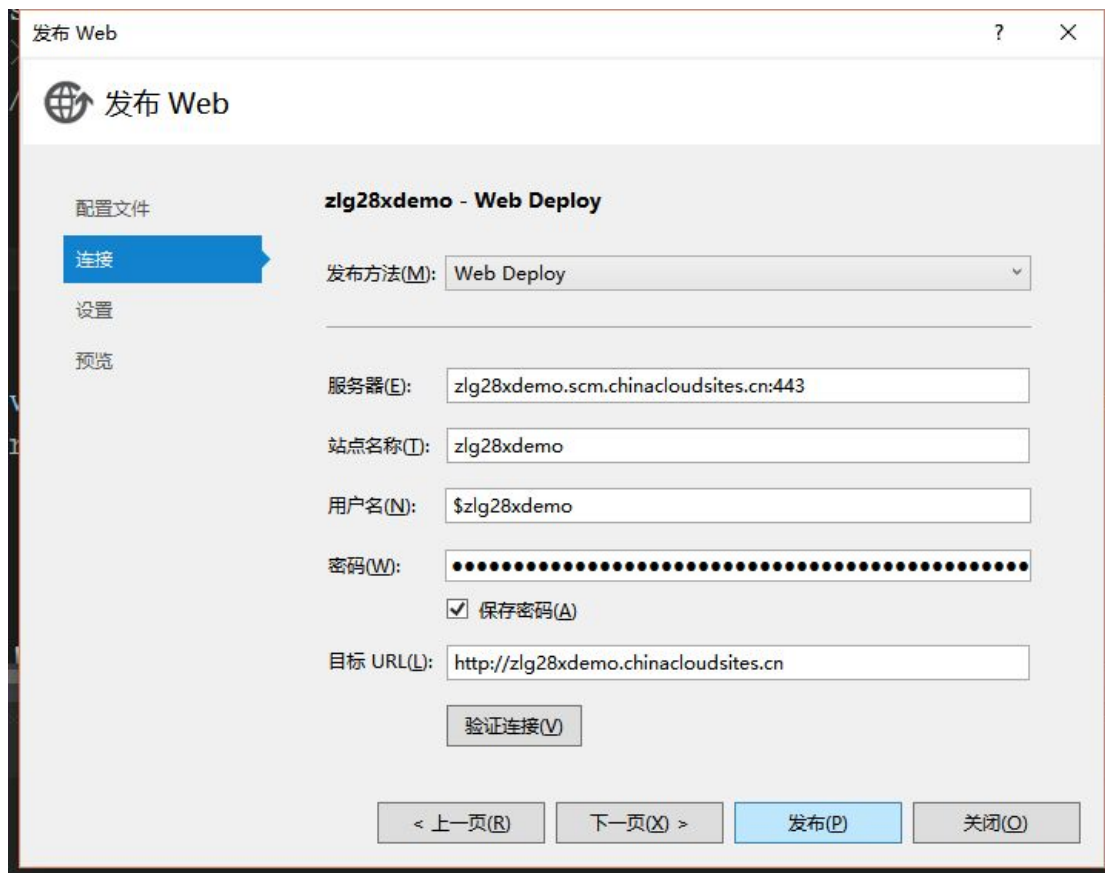 发布 Web
?
发布 Web
配置文件
连接
设置
预览
zlg28xdemo - Web Deploy
发布方法(M): Web Deploy
服务器(E): zlg28xdemo.scm.chinacloudsites.cn:443
站点名称(T): zlg28xdemo
用户名(N): $zlg28xdemo
密码(W): ●●●●●●●●●●●●●●●●●●●●●●●●●●●●●●●●●●●●●●●●●●●●●●●
保存密码(A)
目标 URL(L): http://zlg28xdemo.chinacloudsites.cn
验证连接(V)
< 上一页(R) 下一页(X) > 发布(P) 关闭(O)